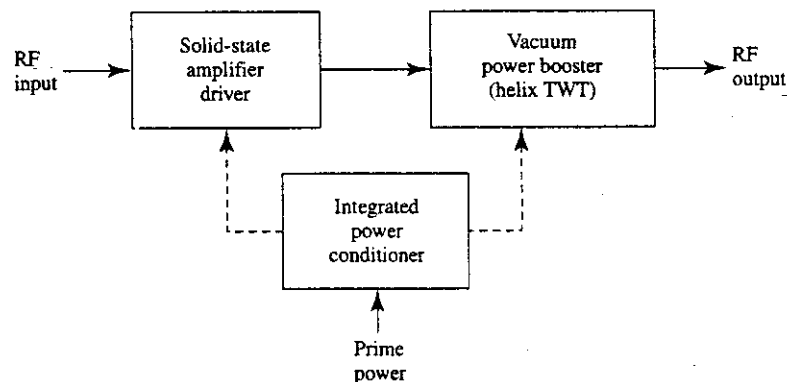 RF
input
Solid-state
amplifier
driver
Vacuum
power booster
(helix TWT)
RF
output
Integrated
power
conditioner
Prime
power